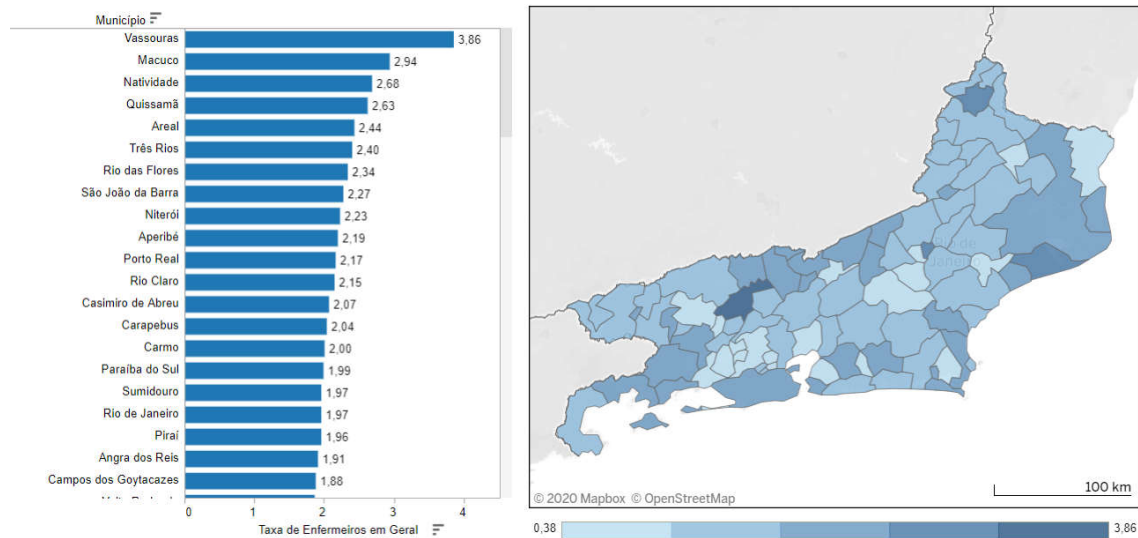 Município
Vassouras 3,86
Macuco 2,94
Natividade 2,68
Quissamã 2,63
Areal 2,44
Três Rios 2,40
Rio das Flores 2,34
São João da Barra 2,27
Niterói 2,23
Aperibé 2,19
Porto Real 2,17
Rio Claro 2,15
Casimiro de Abreu 2,07
Carapebus 2,04
Carmo 2,00
Paraíba do Sul 1,99
Sumidouro 1,97
Rio de Janeiro 1,97
Piraí 1,96
Angra dos Reis 1,91
Campos dos Goytacazes 1,88
0 1 2 3 4
Taxa de Enfermeiros em Geral
Rio de
Janeiro
© 2020 Mapbox © OpenStreetMap
100 km
0,38 3,86